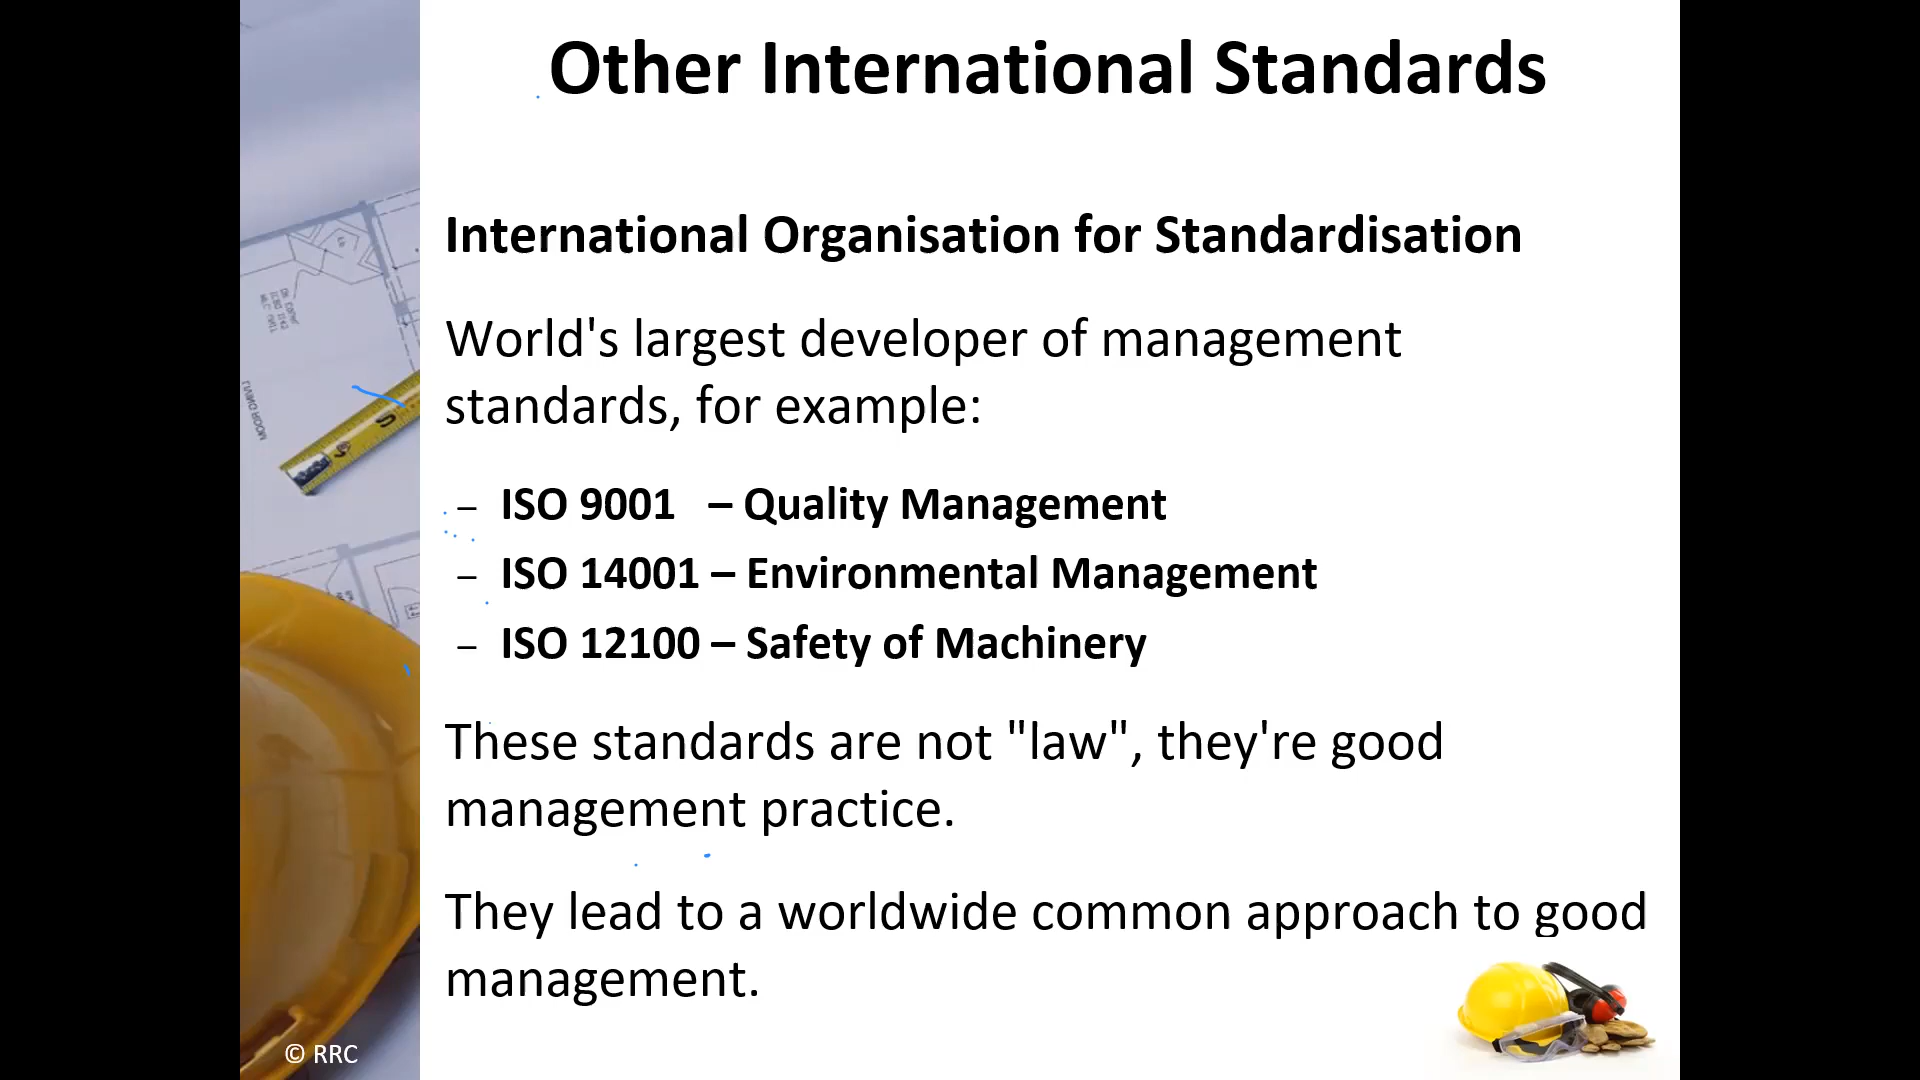 Other International Standards
International Organisation for Standardisation
World's largest developer of management
standards, for example:
– ISO 9001 – Quality Management
– ISO 14001 – Environmental Management
– ISO 12100 – Safety of Machinery
These standards are not "law", they're good
management practice.
They lead to a worldwide common approach to good
management.
© RRC